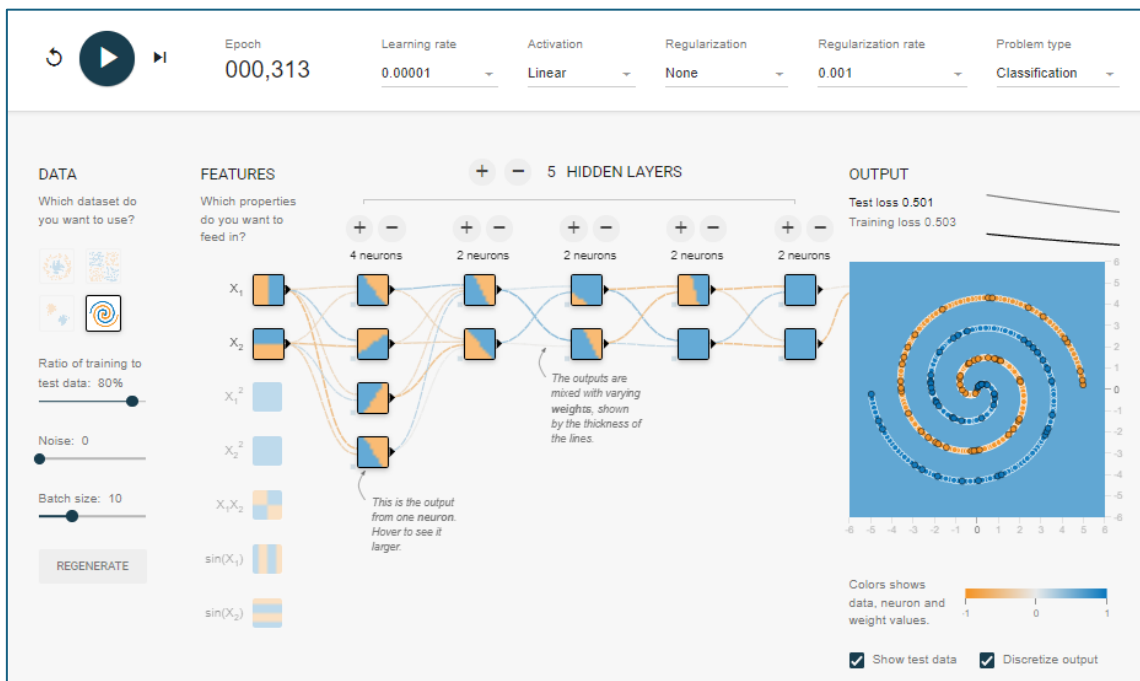 Epoch
000,313
Learning rate
0.00001
Activation
Linear
Regularization
None
Regularization rate
0.001
Problem type
Classification
DATA
Which dataset do
you want to use?
Ratio of training to
test data: 80%
Noise: 0
Batch size: 10
REGENERATE
FEATURES
Which properties
do you want to
feed in?
X1
X2
X1²
X2²
X1X2
sin(X1)
sin(X2)
+ − 5 HIDDEN LAYERS
+ − + − + − + − + −
4 neurons 2 neurons 2 neurons 2 neurons 2 neurons
The outputs are
mixed with varying
weights, shown
by the thickness of
the lines.
This is the output
from one neuron.
Hover to see it
larger.
OUTPUT
Test loss 0.501
Training loss 0.503
6
5
4
3
2
1
0
-1
-2
-3
-4
-5
-6
-6 -5 -4 -3 -2 -1 0 1 2 3 4 5 6
Colors shows
data, neuron and
weight values.
-1 0 1
Show test data Discretize output